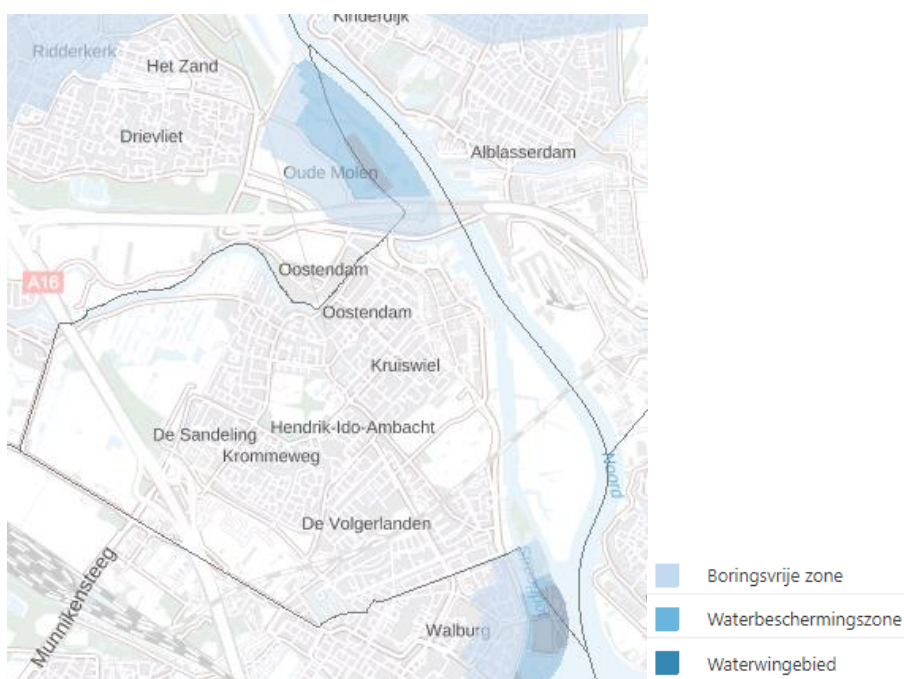 Kinderdijk
Ridderkerk
Het Zand
Drievliet
Alblasserdam
Oude Molen
Oostendam
A16
Oostendam
Kruiswiel
De Sandeling
Hendrik-Ido-Ambacht
Krommeweg
Noord
De Volgerlanden
Munnikensteeg
Walburg
Boringsvrije zone
Waterbeschermingszone
Waterwingebied